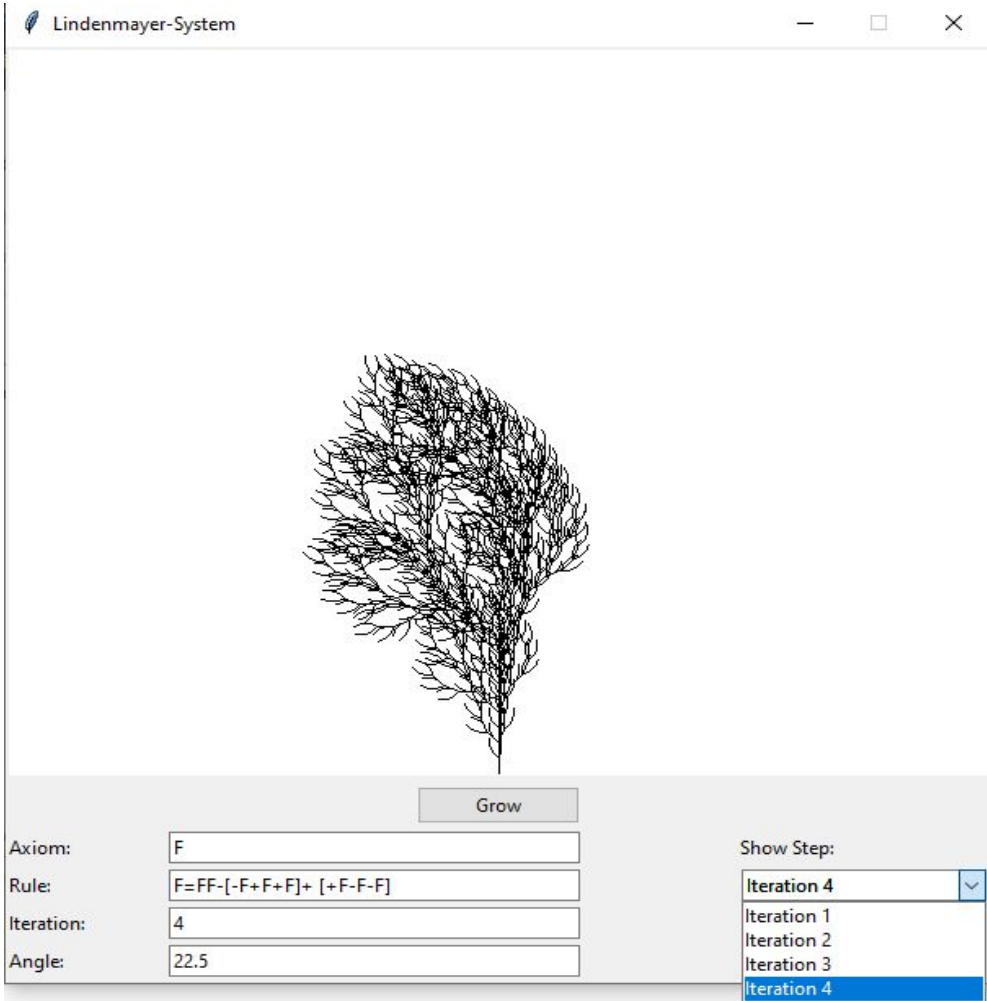 Lindenmayer-System
Grow
Axiom: F
Rule: F=FF-[-F+F+F]+ [+F-F-F]
Iteration: 4
Angle: 22.5
Show Step:
Iteration 4
Iteration 1
Iteration 2
Iteration 3
Iteration 4